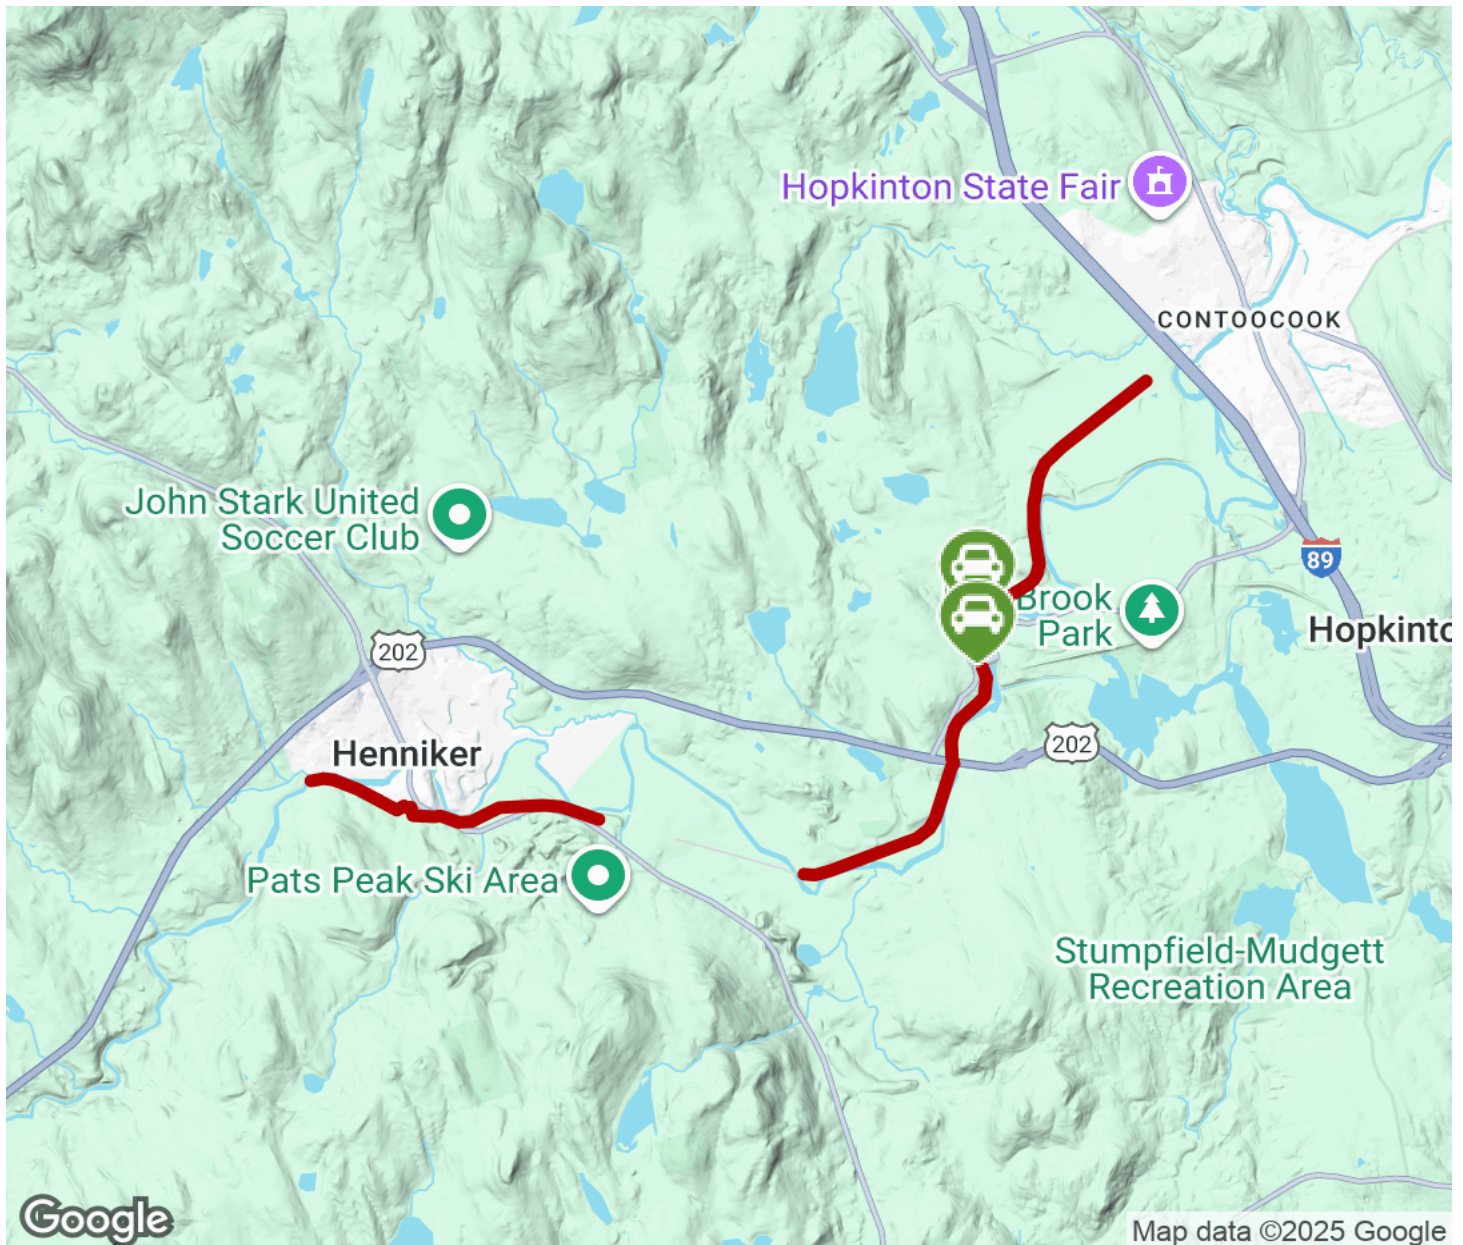 Hopkinton State Fair
CONTOOCOOK
John Stark United
Soccer Club
89
Brook
Park
Hopkinto
202
202
Henniker
Pats Peak Ski Area
Stumpfield-Mudgett
Recreation Area
Google
Map data ©2025 Google